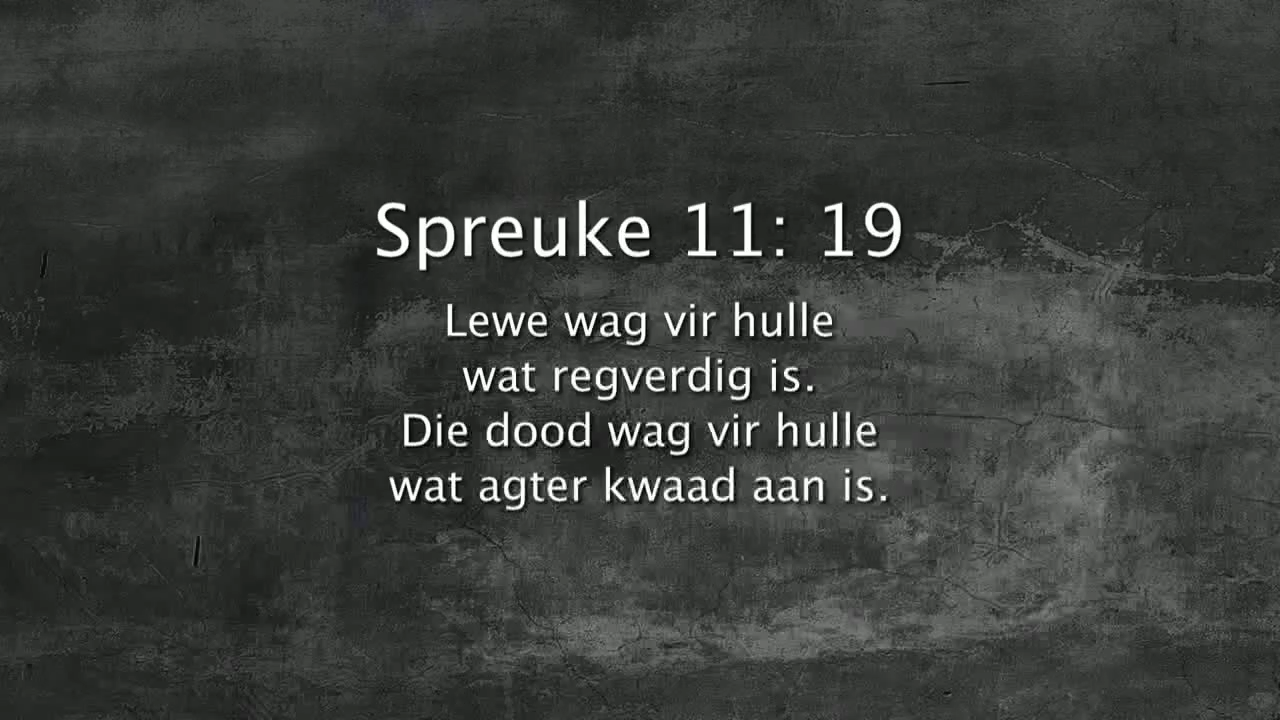 Spreuke 11: 19
Lewe wag vir hulle
wat regverdig is.
Die dood wag vir hulle
wat agter kwaad aan is.